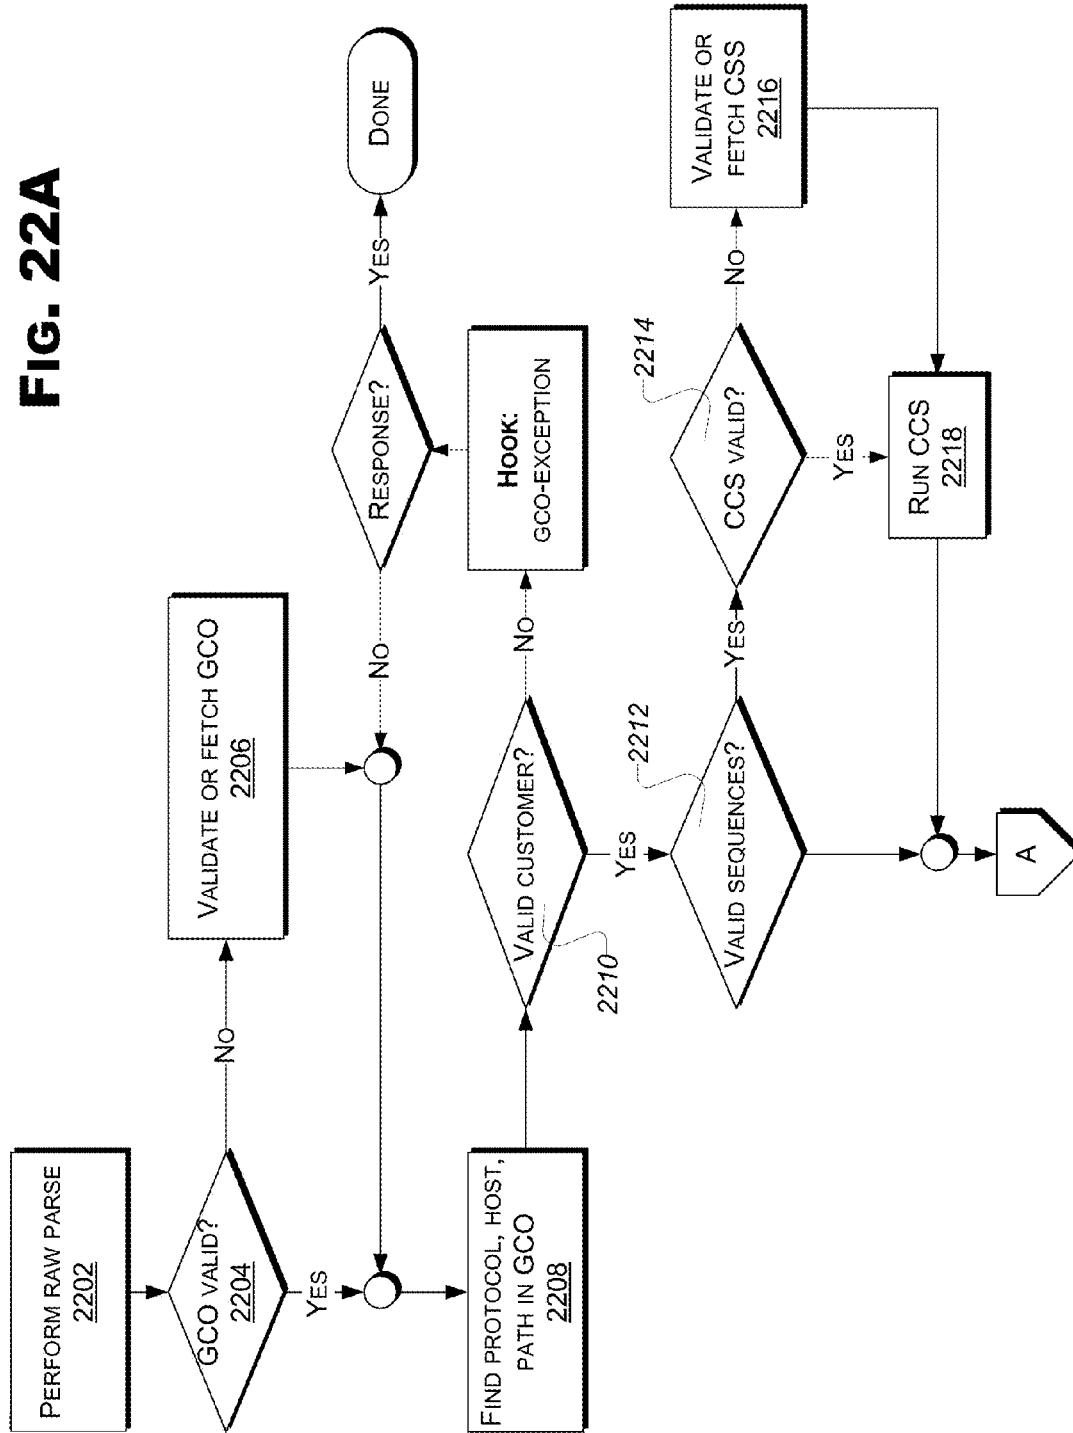 FIG. 22A
PERFORM RAW PARSE
2202
GCO VALID?
2204
NO
YES
VALIDATE OR FETCH GCO
2206
FIND PROTOCOL, HOST,
PATH IN GCO
2208
RESPONSE?
NO
YES
DONE
VALID CUSTOMER?
2210
NO
YES
HOOK:
GCO-EXCEPTION
VALID SEQUENCES?
2212
YES
CCS VALID?
2214
NO
YES
VALIDATE OR
FETCH CSS
2216
RUN CCS
2218
A